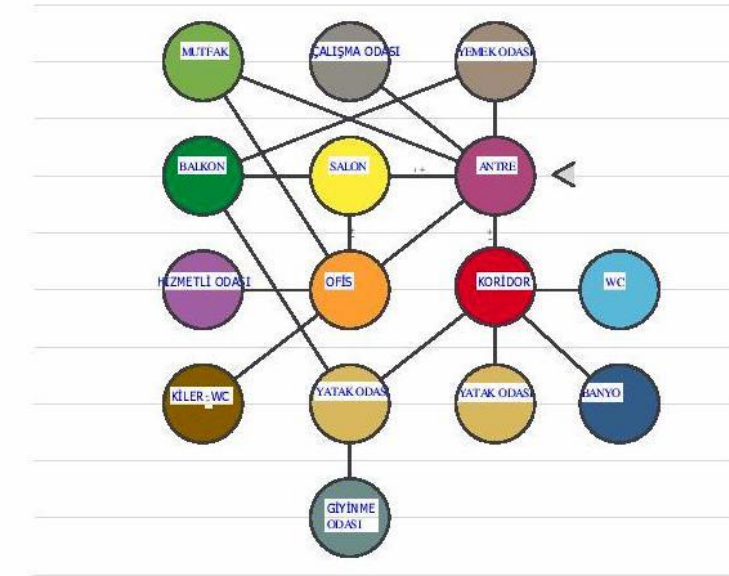 MUTFAK
ÇALIŞMA ODASI
YEMEK ODASI
BALKON
SALON
ANTRE
HİZMETLİ ODASI
OFİS
KORİDOR
WC
KİLER-WC
YATAK ODASI
YATAK ODASI
BANYO
GİYİNME
ODASI